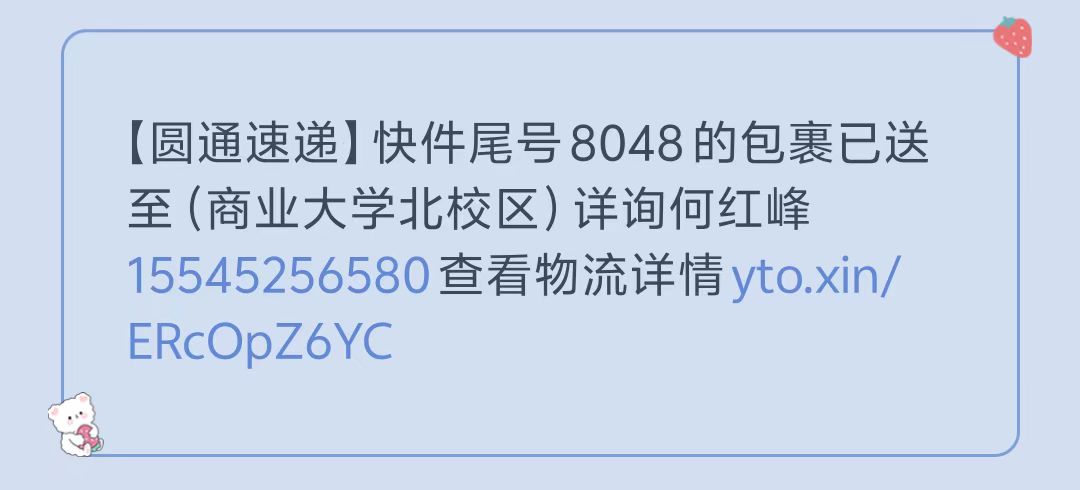 【圆通速递】快件尾号8048的包裹已送
至(商业大学北校区)详询何红峰
15545256580查看物流详情yto.xin/
ERcOpZ6YC